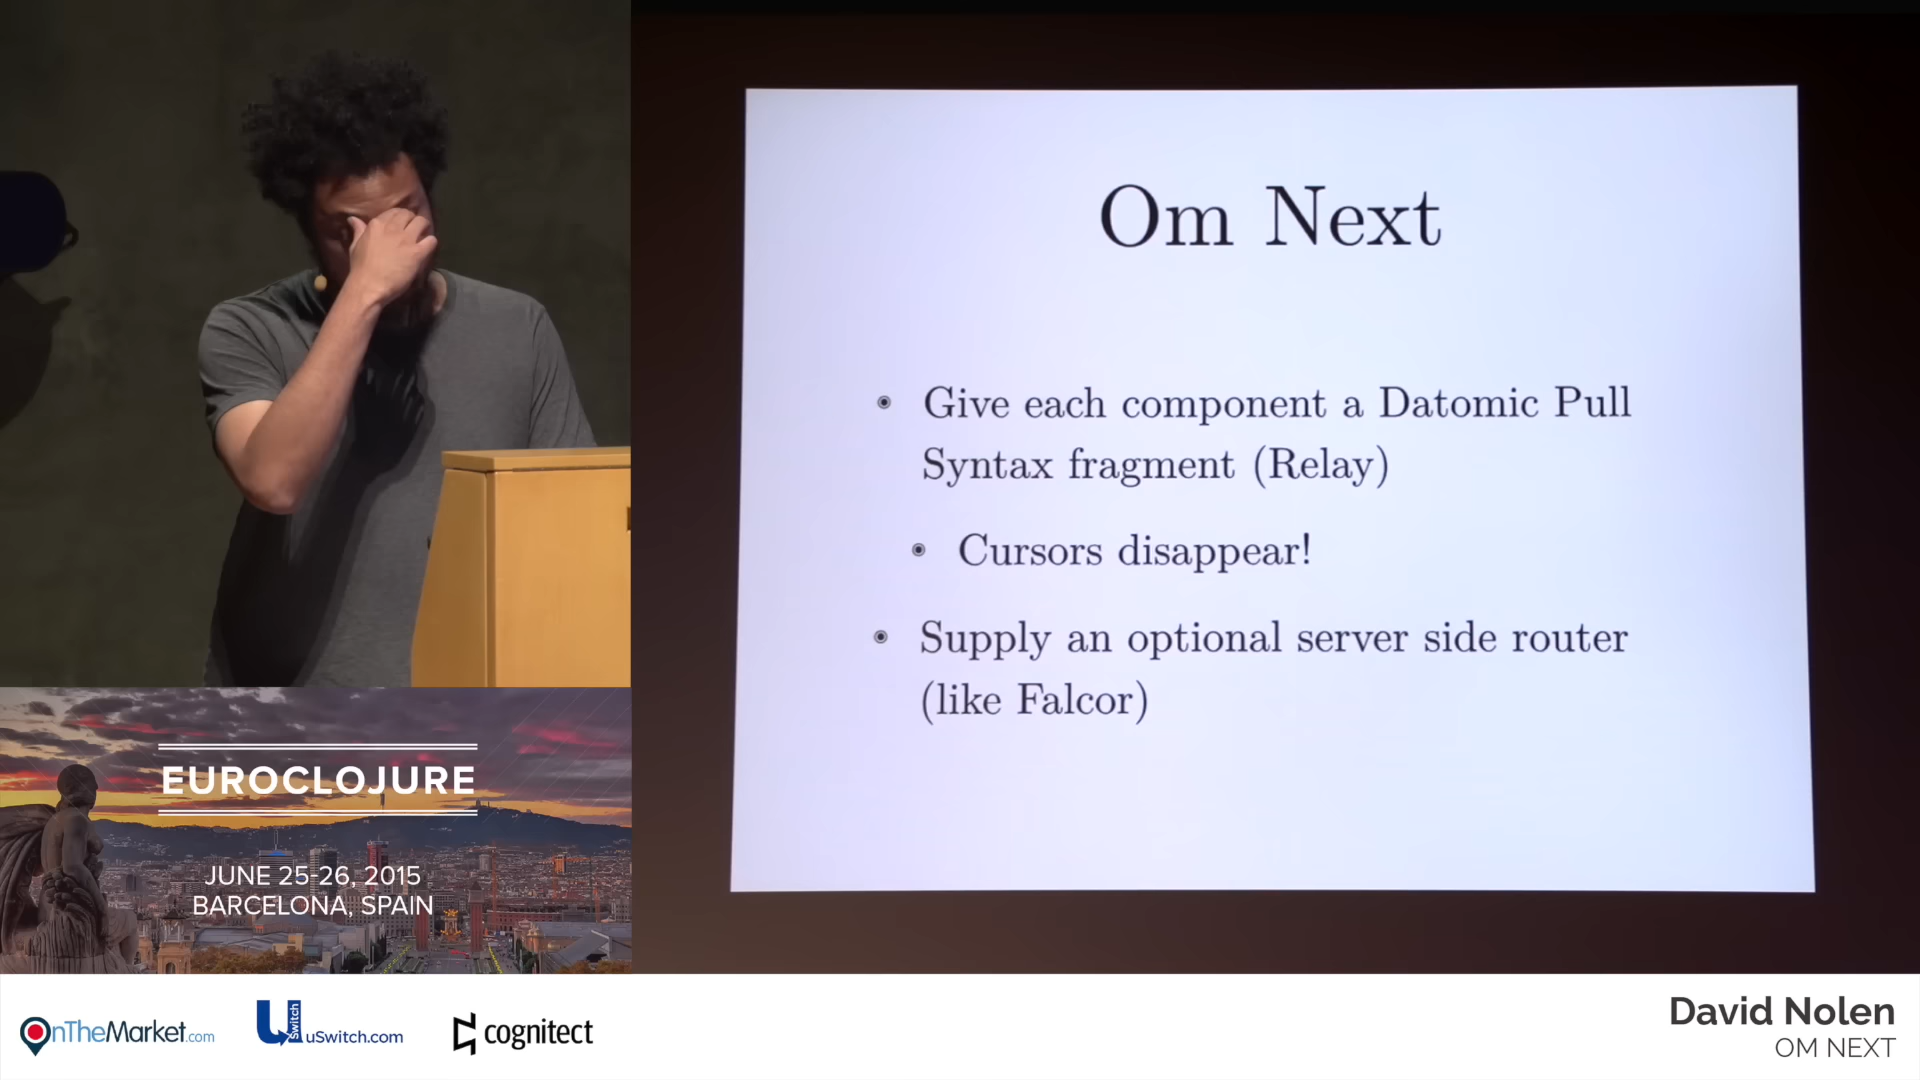 Om Next
Give each component a Datomic Pull
Syntax fragment (Relay)
Cursors disappear!
Supply an optional server side router
(like Falcor)
EUROCLOJURE
JUNE 25-26, 2015
BARCELONA, SPAIN
OnTheMarket.com
USwitch
uSwitch.com
cognitect
David Nolen
OM NEXT